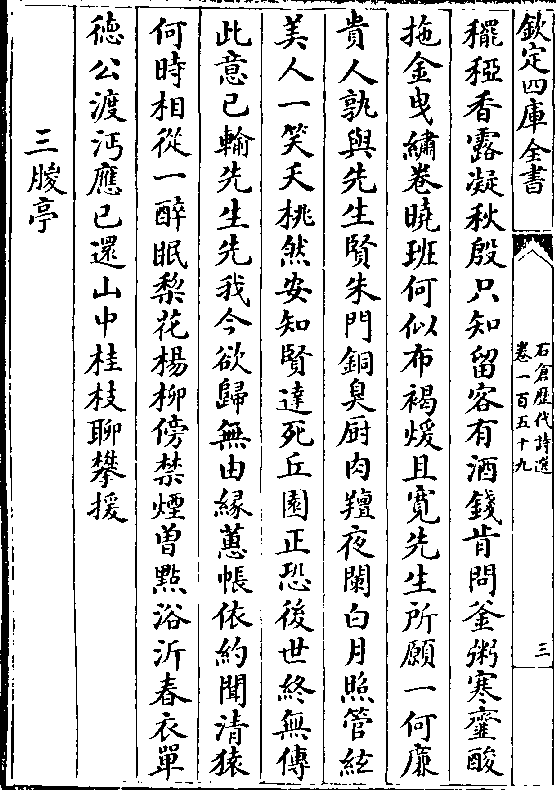 欽定四庫全書
石倉歷代詩選
卷一百五十九
三
䆉稏香露凝秋殷只知留客有酒錢肯問釜粥寒虀酸
拖金曳繡卷曉班何似布褐煖且寛先生所願一何廉
貴人孰與先生賢朱門銅臭厨肉羶夜闌白月照管絃
美人一笑夭桃然安知賢達死丘園正恐後世終無傳
此意已輸先生先我今欲歸無由緣蕙帳依約聞清猿
何時相從一醉眠梨花楊柳傍禁煙曾點浴沂春衣單
徳公渡沔應已還山中桂枝聊攀援
三䑃亭